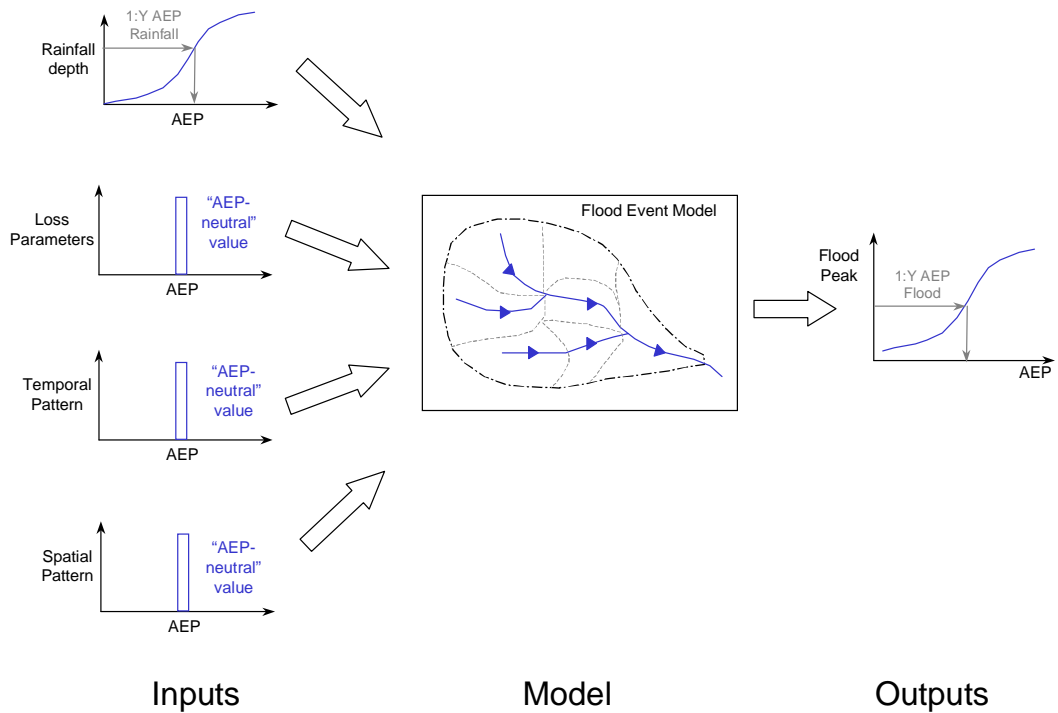 1:Y AEP
Rainfall
Rainfall
depth
AEP
Loss
Parameters
“AEP-
neutral”
value
AEP
Temporal
Pattern
“AEP-
neutral”
value
AEP
Spatial
Pattern
“AEP-
neutral”
value
AEP
Flood Event Model
Flood
Peak
1:Y AEP
Flood
AEP
Inputs
Model
Outputs